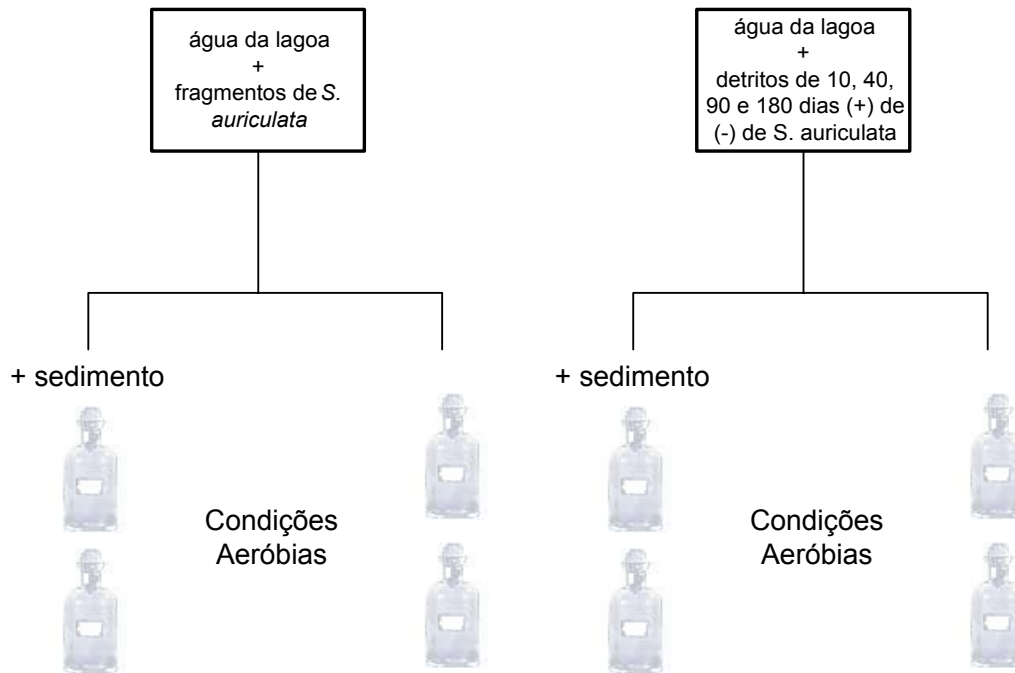 água da lagoa
+
fragmentos de S.
auriculata
água da lagoa
+
detritos de 10, 40,
90 e 180 dias (+) de
(-) de S. auriculata
+ sedimento
+ sedimento
Condições
Aeróbias
Condições
Aeróbias